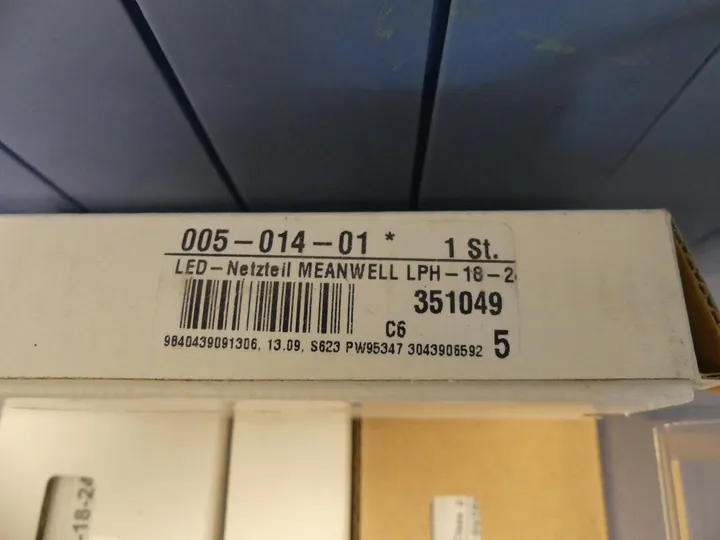 005-014-01 * 1 St.
LED-Netzteil MEANWELL LPH-18-2
351049
C6
9840439091306, 13.09, S623 PW95347 3043906592 5
-18-24